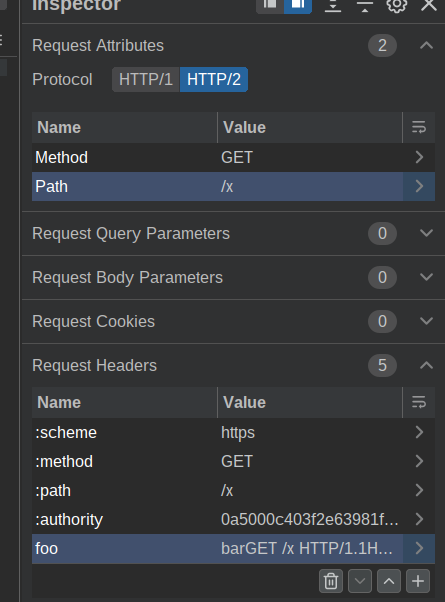 Inspector
Request Attributes 2
Protocol HTTP/1 HTTP/2
Name Value
Method GET
Path /x
Request Query Parameters 0
Request Body Parameters 0
Request Cookies 0
Request Headers 5
Name Value
:scheme https
:method GET
:path /x
:authority 0a5000c403f2e63981f...
foo barGET /x HTTP/1.1H...